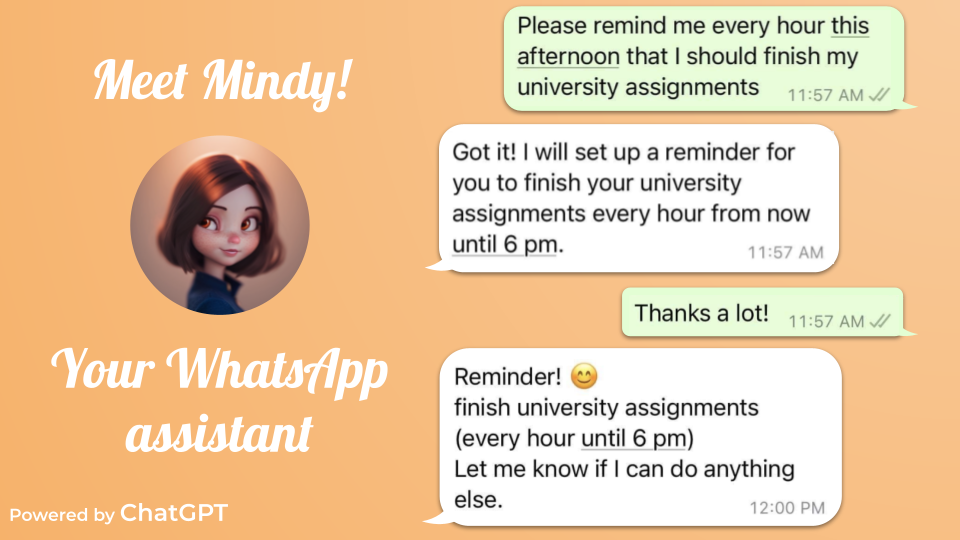 Meet Mindy!
Your WhatsApp
assistant
Powered by ChatGPT
Please remind me every hour this
afternoon that I should finish my
university assignments
11:57 AM
Got it! I will set up a reminder for
you to finish your university
assignments every hour from now
until 6 pm.
11:57 AM
Thanks a lot!
11:57 AM
Reminder! 😊
finish university assignments
(every hour until 6 pm)
Let me know if I can do anything
else.
12:00 PM